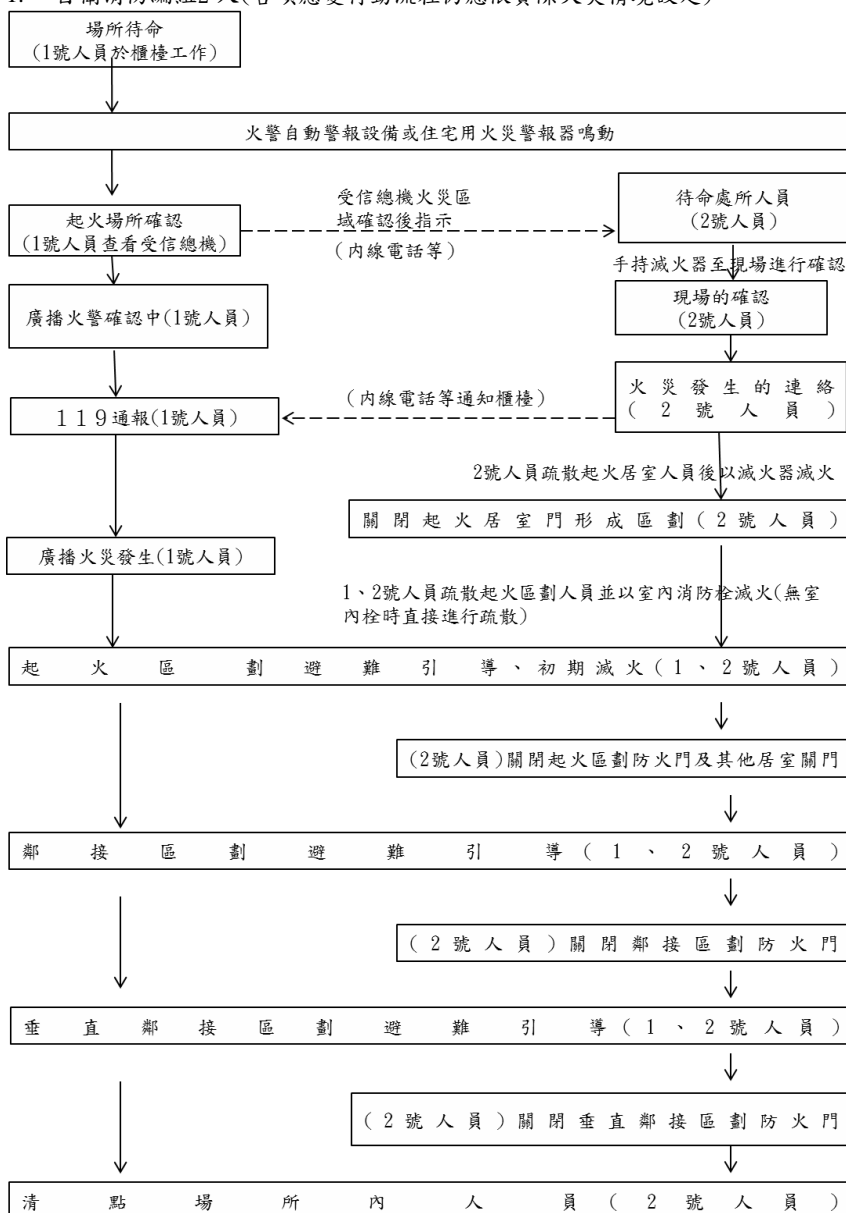 場所待命
(1號人員於櫃檯工作)
火警自動警報設備或住宅用火災警報器鳴動
起火場所確認
(1號人員查看受信總機)
受信總機火災區
域確認後指示
(內線電話等)
待命處所人員
(2號人員)
手持滅火器至現場進行確認
廣播火警確認中(1號人員)
現場的確認
(2號人員)
火災發生的連絡
(2號人員)
(內線電話等通知櫃檯)
119通報(1號人員)
2號人員疏散起火居室人員後以滅火器滅火
關閉起火居室門形成區劃(2號人員)
廣播火災發生(1號人員)
1、2號人員疏散起火區劃人員並以室內消防栓滅火(無室
內栓時直接進行疏散)
起火區劃避難引導、初期滅火(1、2號人員)
(2號人員)關閉起火區劃防火門及其他居室關門
鄰接區劃避難引導(1、2號人員)
(2號人員)關閉鄰接區劃防火門
垂直鄰接區劃避難引導(1、2號人員)
(2號人員)關閉垂直鄰接區劃防火門
清點場所內人員(2號人員)